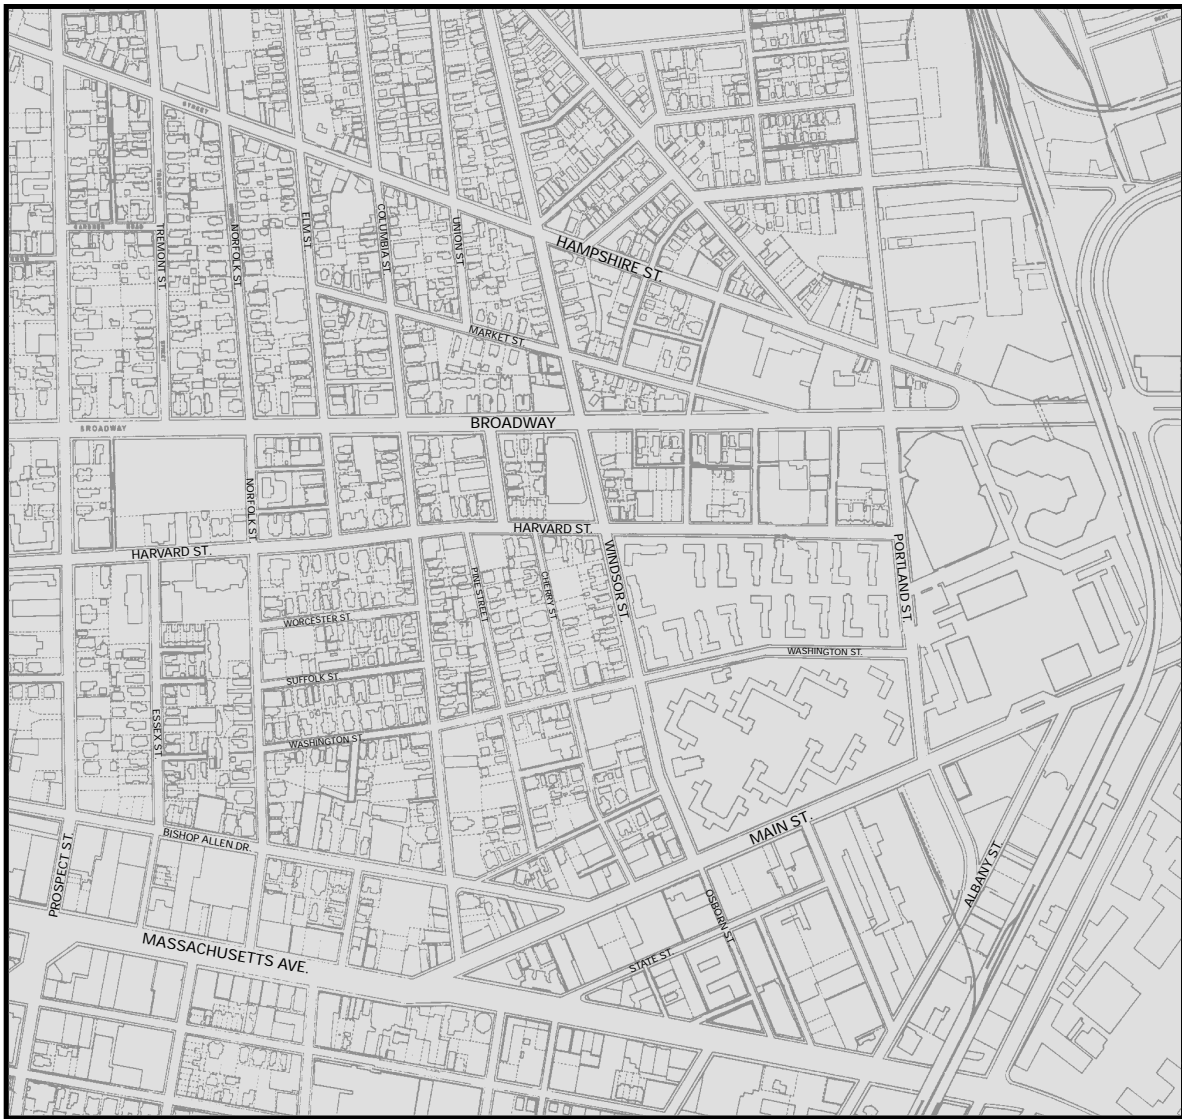 STREET
TREMONT ST.
NORFOLK ST.
ELM ST.
COLUMBIA ST.
UNION ST.
HAMPSHIRE ST.
MARKET ST.
BROADWAY
BROADWAY
NORFOLK ST.
HARVARD ST.
HARVARD ST.
WINDSOR ST.
PORTLAND ST.
PINE STREET
CHERRY ST.
WORCESTER ST.
WASHINGTON ST.
SUFFOLK ST.
ESSEX ST.
WASHINGTON ST.
MAIN ST.
BISHOP ALLEN DR.
PROSPECT ST.
ALBANY ST.
OSBORN ST.
MASSACHUSETTS AVE.
STATE ST.